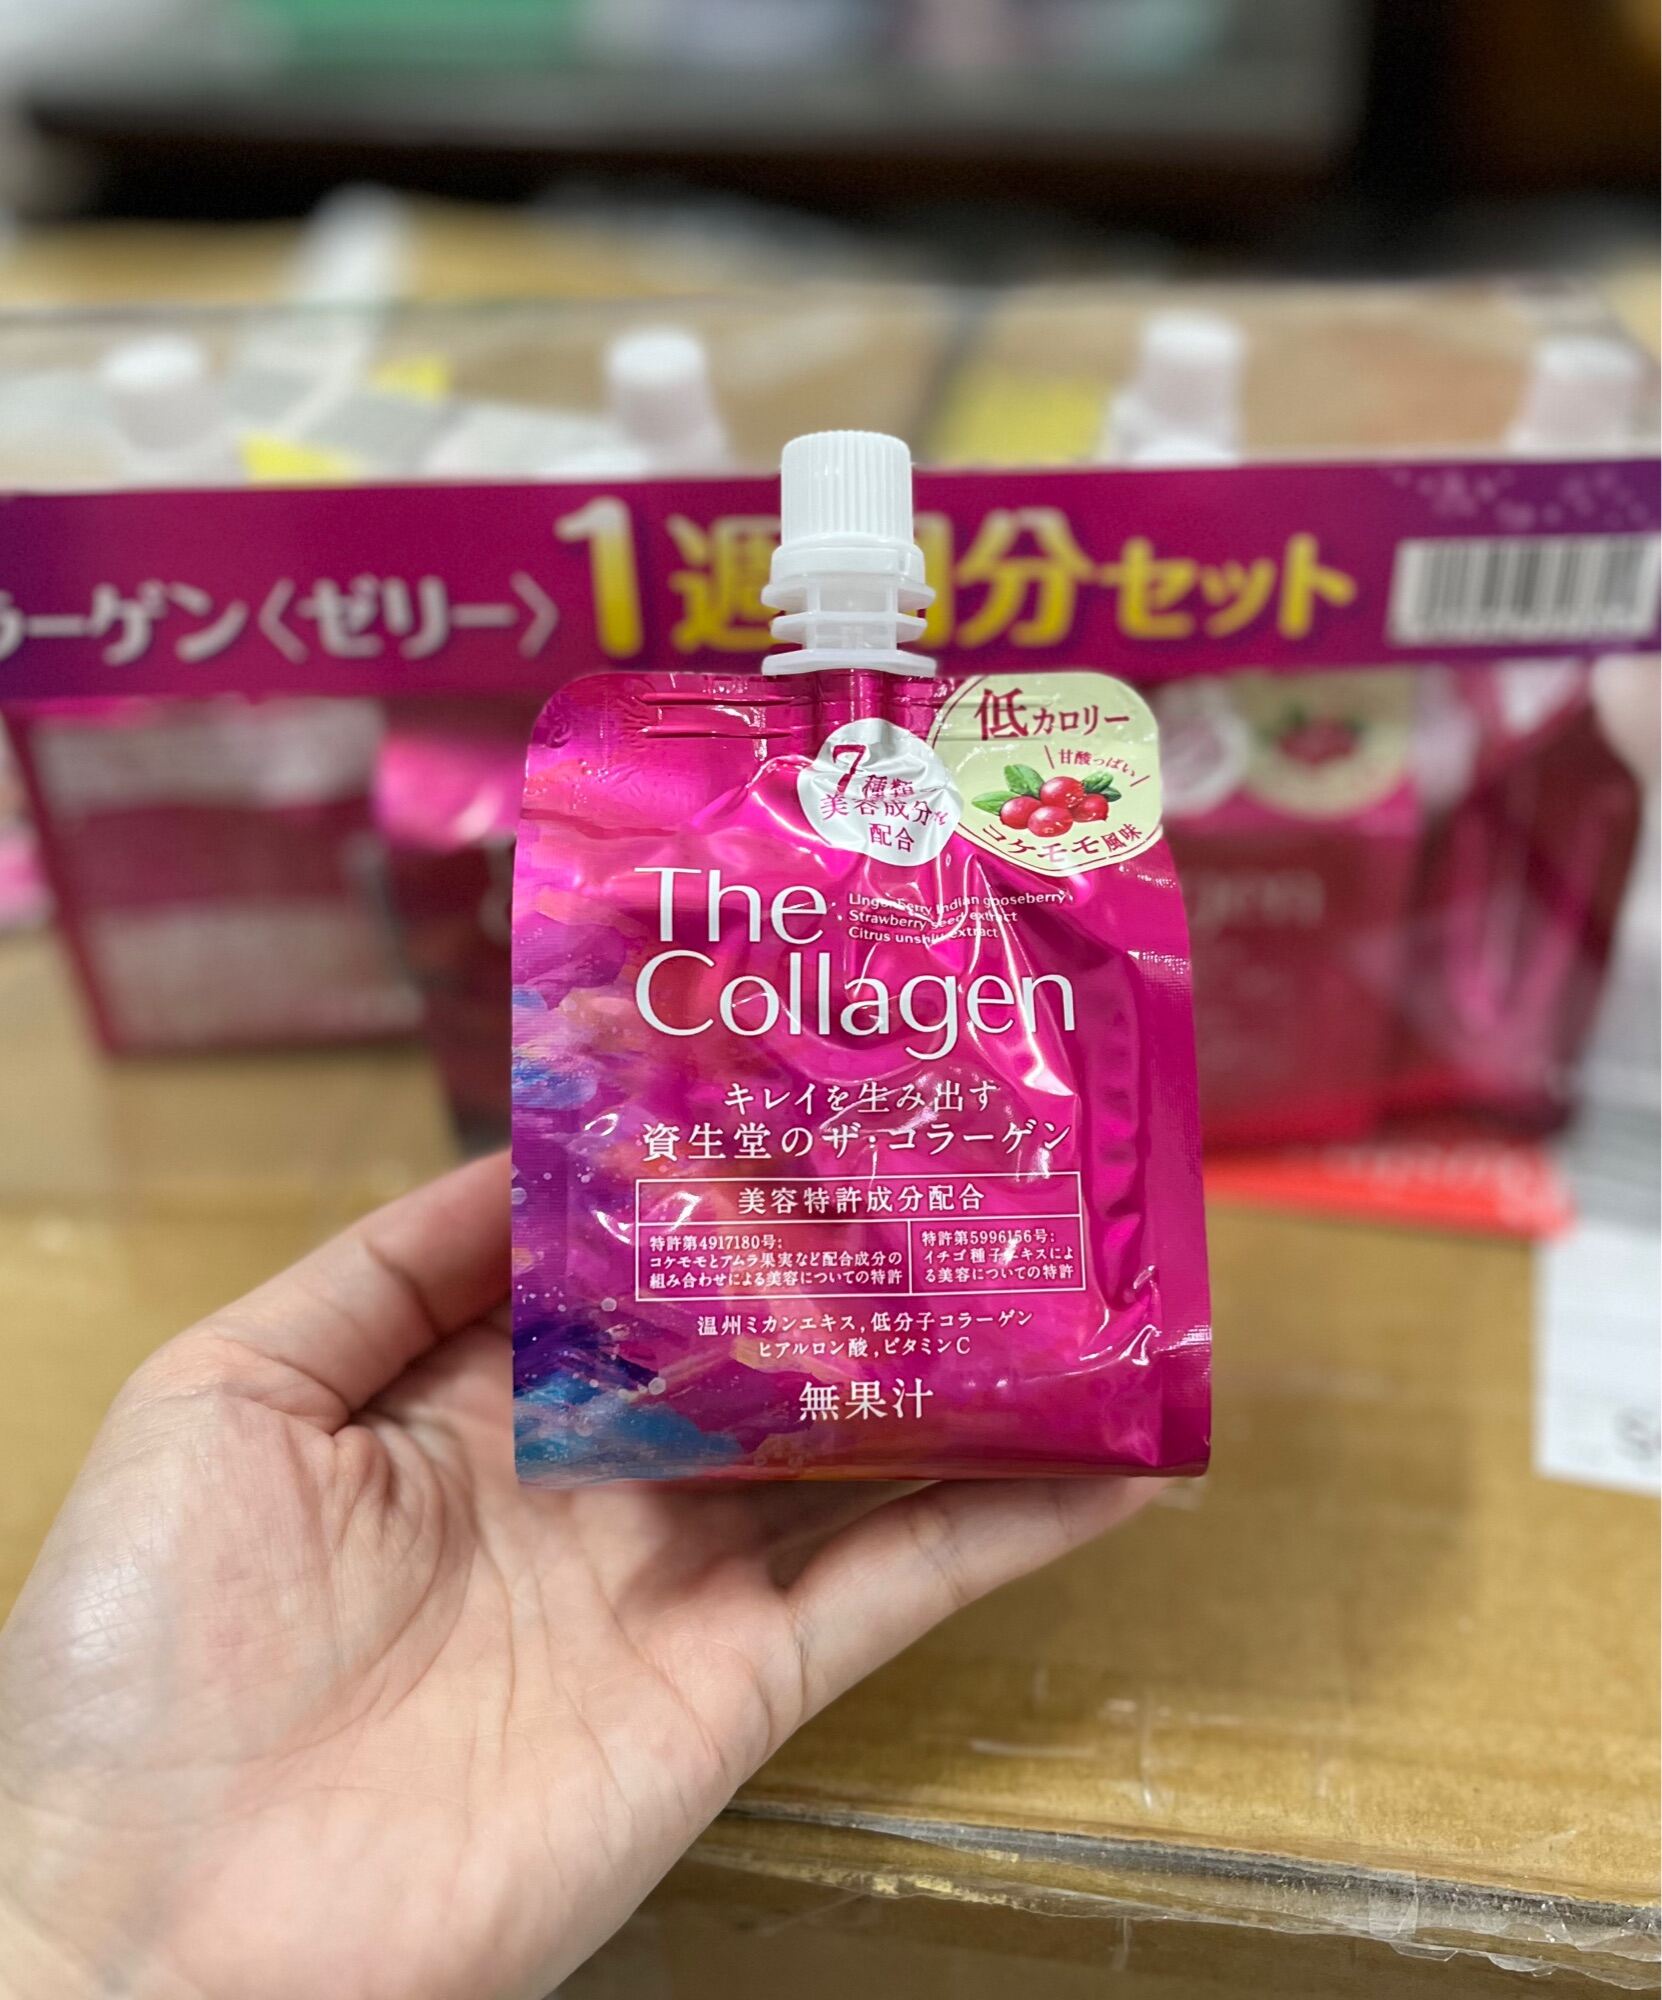 ラーゲン〈ゼリー〉1週間分セット
低カロリー
甘酸っぱい
コケモモ風味
7種類
美容成分
配合
The
Collagen
Lingonberry Indian gooseberry
Strawberry seed extract
Citrus unshiu extract
キレイを生み出す
資生堂のザ・コラーゲン
美容特許成分配合
特許第4917180号:
コケモモとアムラ果実など配合成分の
組み合わせによる美容についての特許
特許第5996156号:
イチゴ種子エキスによ
る美容についての特許
温州ミカンエキス,低分子コラーゲン
ヒアルロン酸,ビタミンC
無果汁